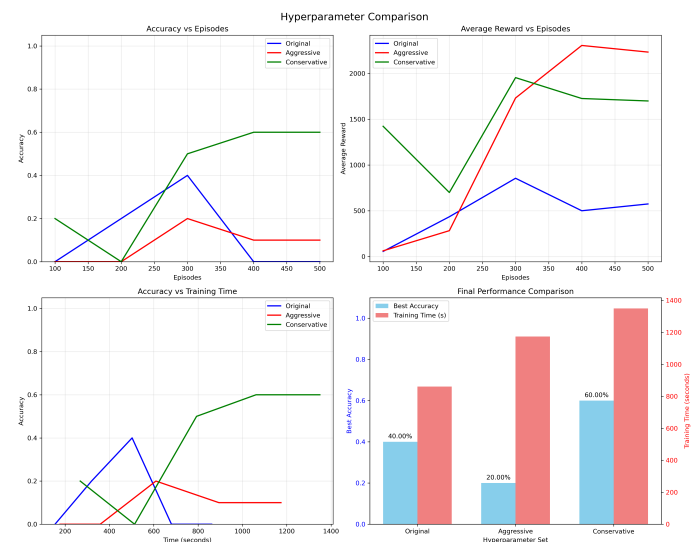 Hyperparameter Comparison
Accuracy vs Episodes
Original
Aggressive
Conservative
Accuracy
1.0
0.8
0.6
0.4
0.2
0.0
100 150 200 250 300 350 400 450 500
Episodes
Average Reward vs Episodes
Original
Aggressive
Conservative
Average Reward
2000
1500
1000
500
0
100 150 200 250 300 350 400 450 500
Episodes
Accuracy vs Training Time
Original
Aggressive
Conservative
Accuracy
1.0
0.8
0.6
0.4
0.2
0.0
200 400 600 800 1000 1200 1400
Time (seconds)
Final Performance Comparison
Best Accuracy
Training Time (s)
Best Accuracy
1.0
0.8
0.6
0.4
0.2
0.0
40.00%
20.00%
60.00%
1400
1200
1000
800
600
400
200
0
Training Time (seconds)
Original Aggressive Conservative
Hyperparameter Set